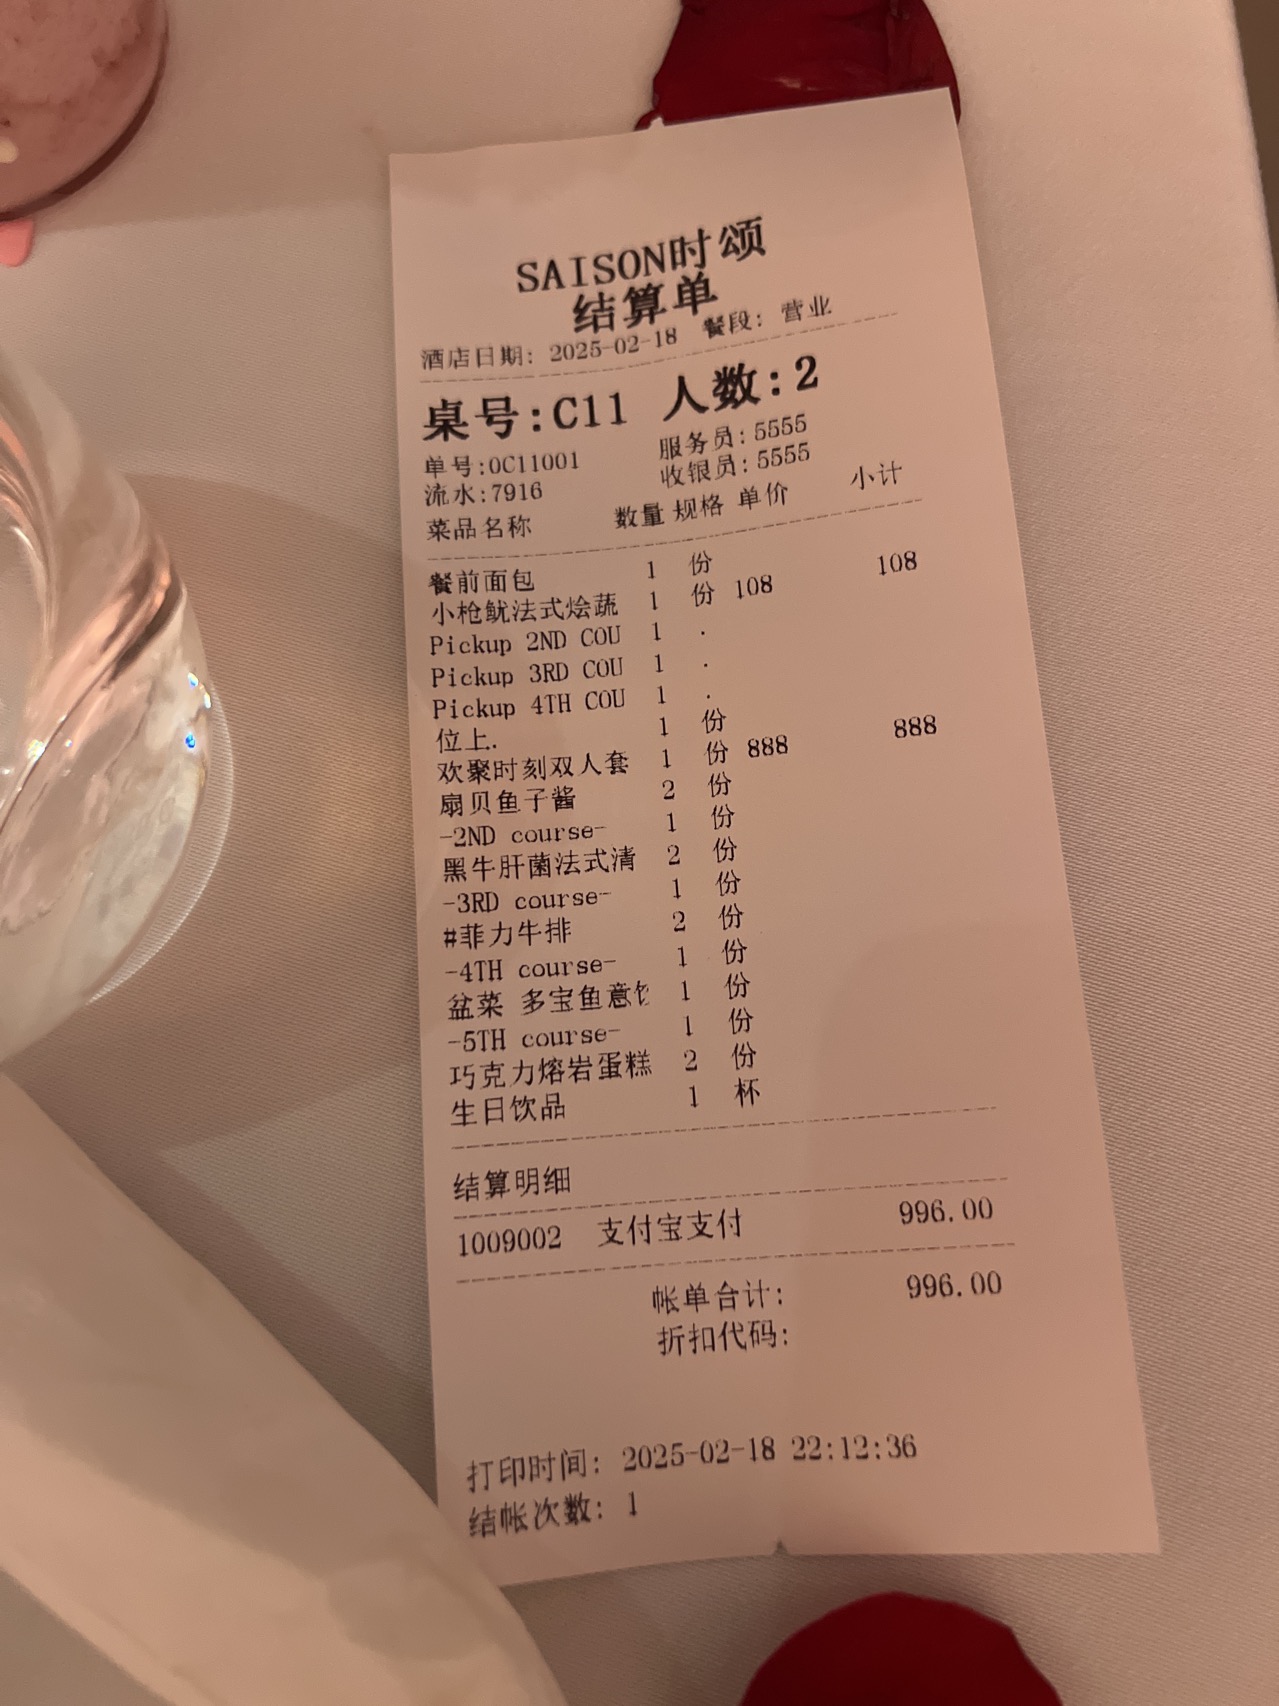 SAISON时颂
结算单
酒店日期: 2025-02-18 餐段: 营业
桌号:C11 人数:2
单号:0C11001 服务员:5555
流水:7916 收银员:5555
菜品名称 数量 规格 单价 小计
餐前面包 1 份
小枪鱿法式烩蔬 1 份 108 108
Pickup 2ND COU 1 .
Pickup 3RD COU 1 .
Pickup 4TH COU 1 .
位上. 1 份
欢聚时刻双人套 1 份 888 888
扇贝鱼子酱 2 份
-2ND course- 1 份
黑牛肝菌法式清 2 份
-3RD course- 1 份
#菲力牛排 2 份
-4TH course- 1 份
盆菜 多宝鱼意 1 份
-5TH course- 1 份
巧克力熔岩蛋糕 2 份
生日饮品 1 杯
结算明细
1009002 支付宝支付 996.00
帐单合计: 996.00
折扣代码:
打印时间: 2025-02-18 22:12:36
结帐次数: 1